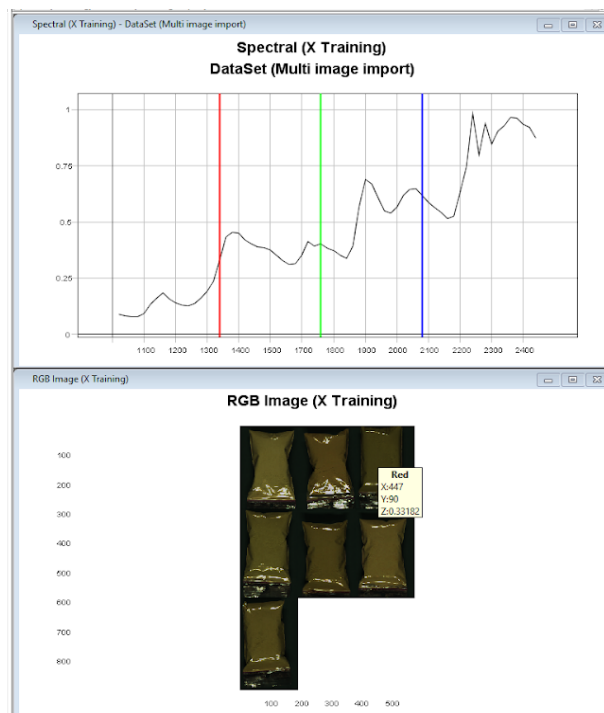 Spectral (X Training) - DataSet (Multi image import)
Spectral (X Training)
DataSet (Multi image import)
1
0.75
0.5
0.25
0
1100 1200 1300 1400 1500 1600 1700 1800 1900 2000 2100 2200 2300 2400
RGB Image (X Training)
RGB Image (X Training)
100
200
300
400
500
600
700
800
Red
X:447
Y:90
Z:0.33182
100 200 300 400 500